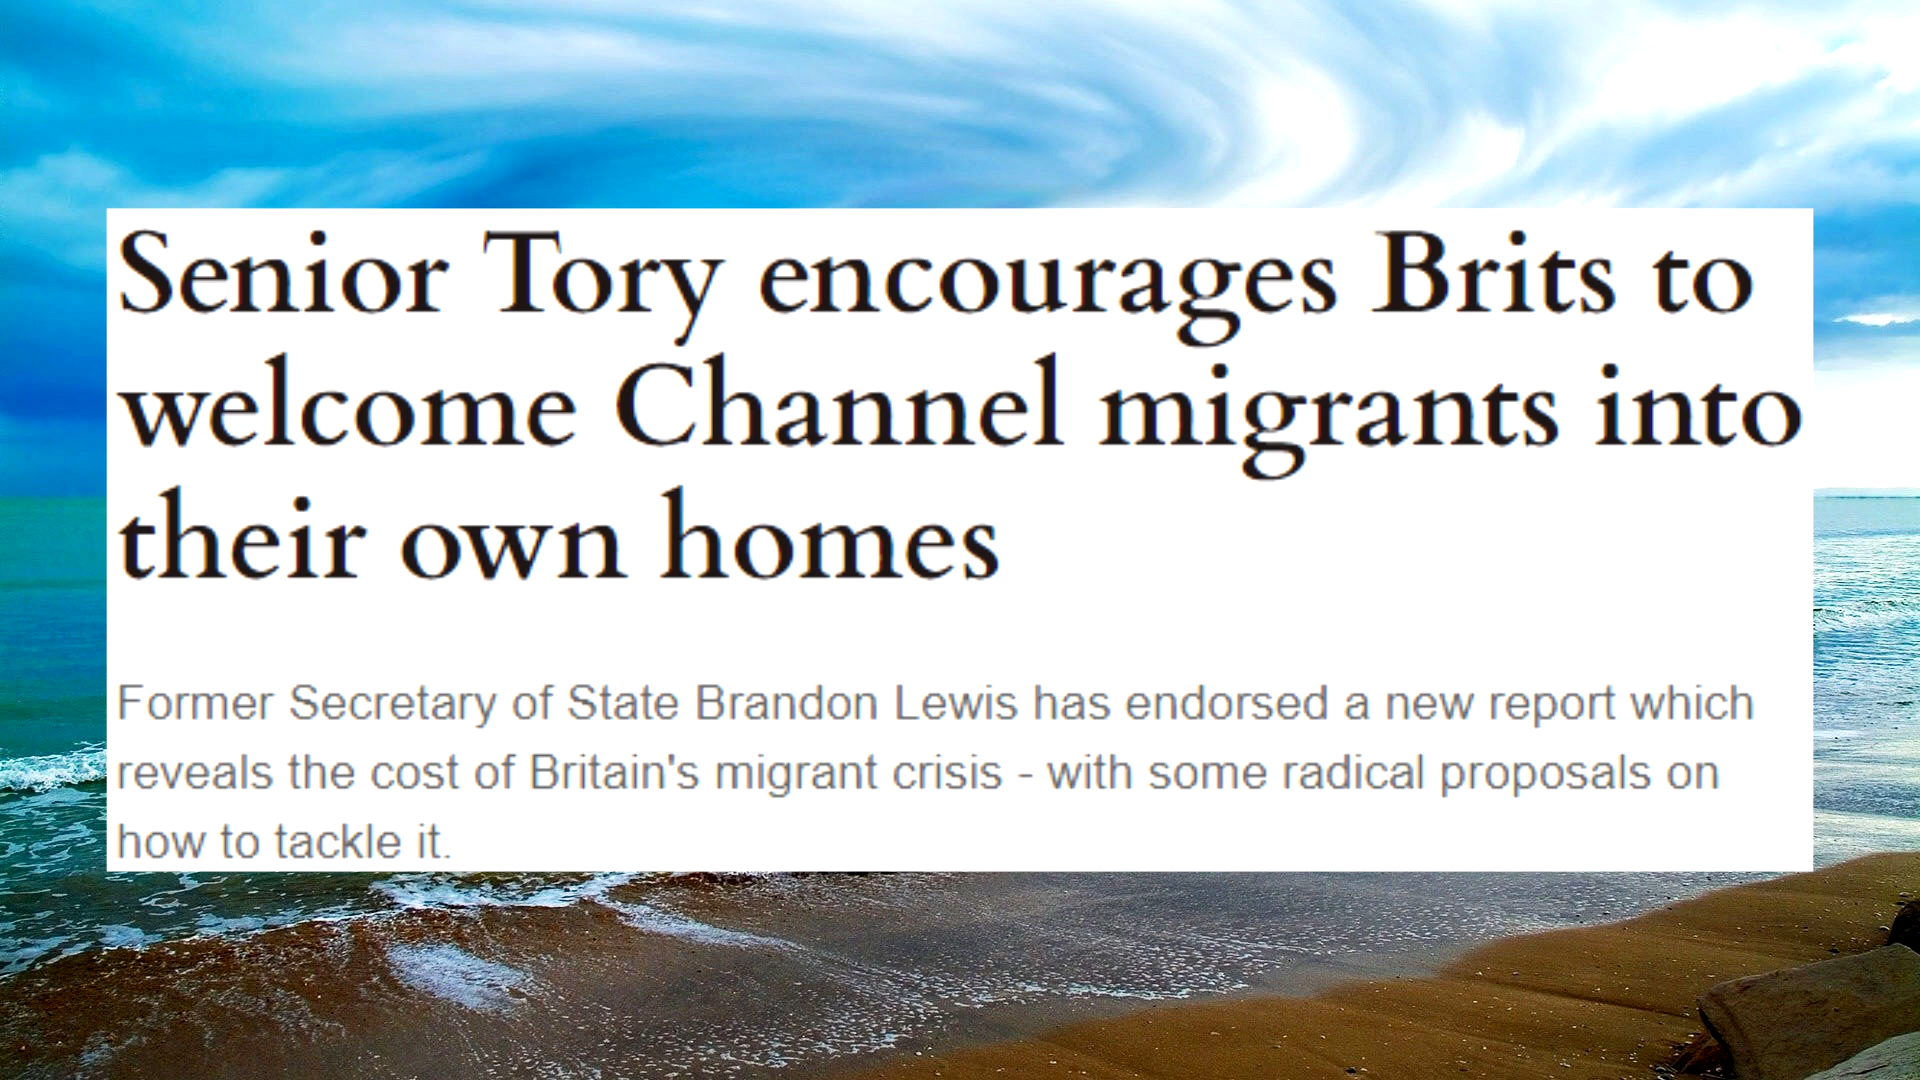 Senior Tory encourages Brits to
welcome Channel migrants into
their own homes
Former Secretary of State Brandon Lewis has endorsed a new report which
reveals the cost of Britain's migrant crisis - with some radical proposals on
how to tackle it.